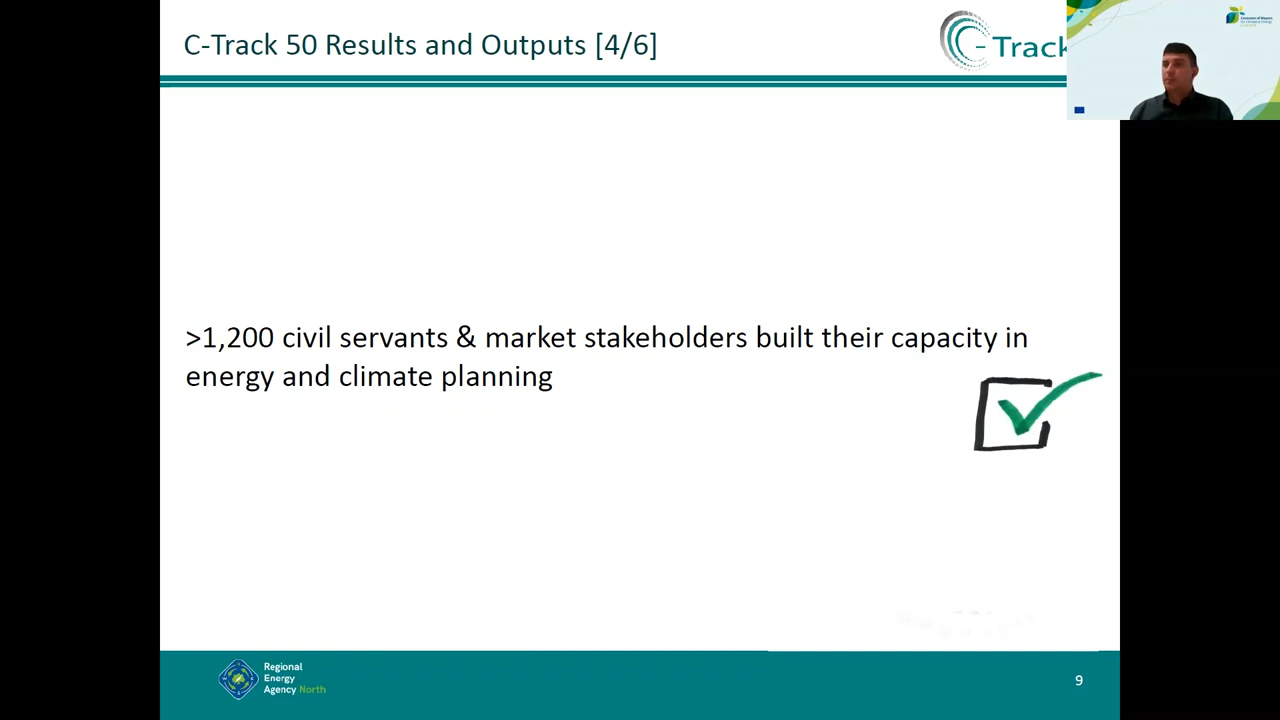 C-Track 50 Results and Outputs [4/6]
C-Track
>1,200 civil servants & market stakeholders built their capacity in
energy and climate planning
Regional
Energy
Agency North
9